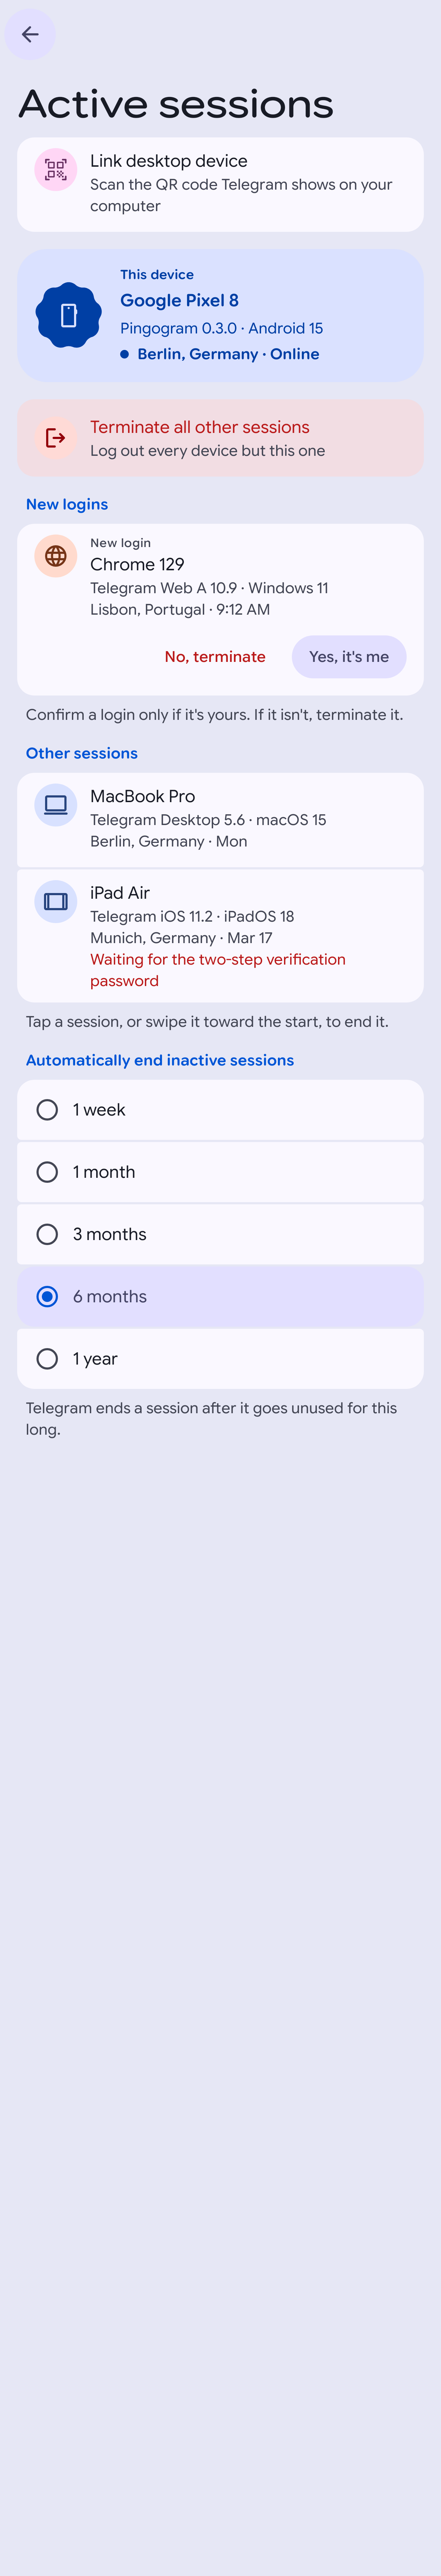 Active sessions
Link desktop device
Scan the QR code Telegram shows on your
computer
This device
Google Pixel 8
Pingogram 0.3.0 · Android 15
Berlin, Germany · Online
Terminate all other sessions
Log out every device but this one
New logins
New login
Chrome 129
Telegram Web A 10.9 · Windows 11
Lisbon, Portugal · 9:12 AM
No, terminate
Yes, it's me
Confirm a login only if it's yours. If it isn't, terminate it.
Other sessions
MacBook Pro
Telegram Desktop 5.6 · macOS 15
Berlin, Germany · Mon
iPad Air
Telegram iOS 11.2 · iPadOS 18
Munich, Germany · Mar 17
Waiting for the two-step verification
password
Tap a session, or swipe it toward the start, to end it.
Automatically end inactive sessions
1 week
1 month
3 months
6 months
1 year
Telegram ends a session after it goes unused for this
long.